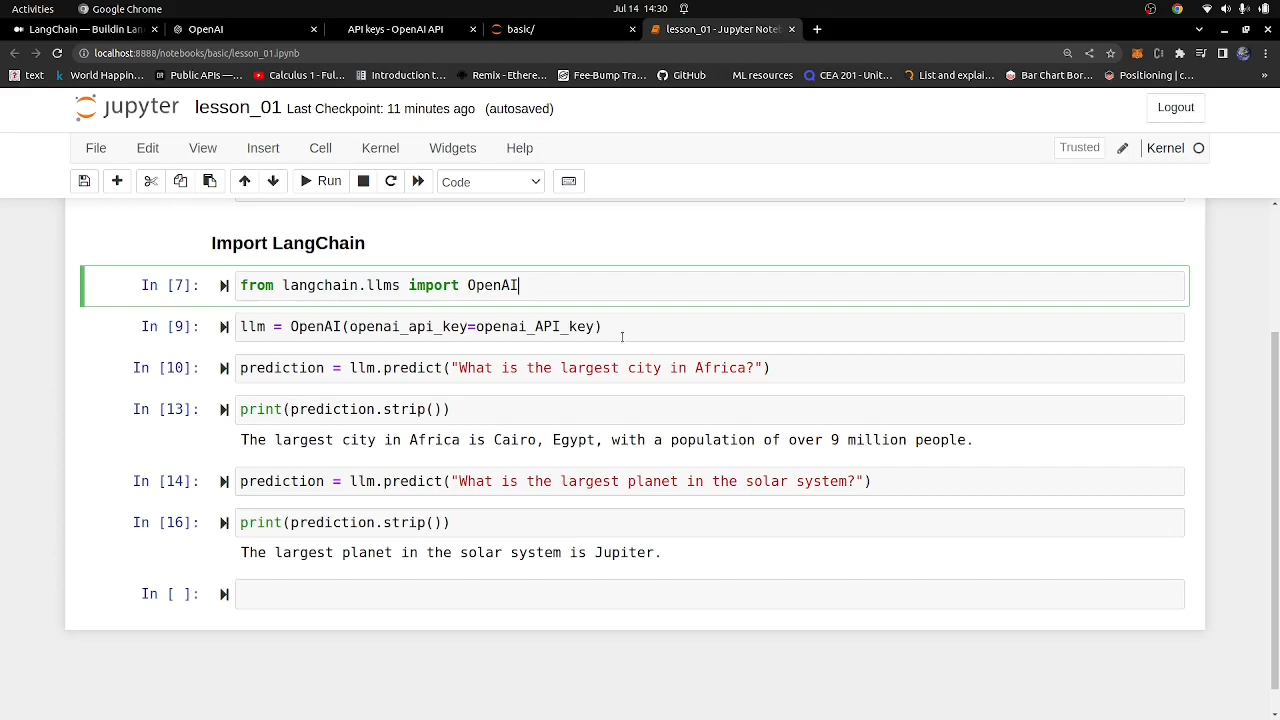 Activities Google Chrome Jul 14 14:30
LangChain — Buildin Lan OpenAI API keys - OpenAI API basic/ lesson_01 - Jupyter Note
localhost:8888/notebooks/basic/lesson_01.ipynb
text World Happin... Public APIs —... Calculus 1 - Ful... Introduction t... Remix - Ethere... Fee-Bump Tra... GitHub ML resources CEA 201 - Unit... List and explai... Bar Chart Bor... Positioning | c... »
jupyter lesson_01 Last Checkpoint: 11 minutes ago (autosaved) Logout
File Edit View Insert Cell Kernel Widgets Help Trusted Kernel
Run Code
Import LangChain
In [7]: from langchain.llms import OpenAI
In [9]: llm = OpenAI(openai_api_key=openai_API_key)
In [10]: prediction = llm.predict("What is the largest city in Africa?")
In [13]: print(prediction.strip())
The largest city in Africa is Cairo, Egypt, with a population of over 9 million people.
In [14]: prediction = llm.predict("What is the largest planet in the solar system?")
In [16]: print(prediction.strip())
The largest planet in the solar system is Jupiter.
In [ ]: